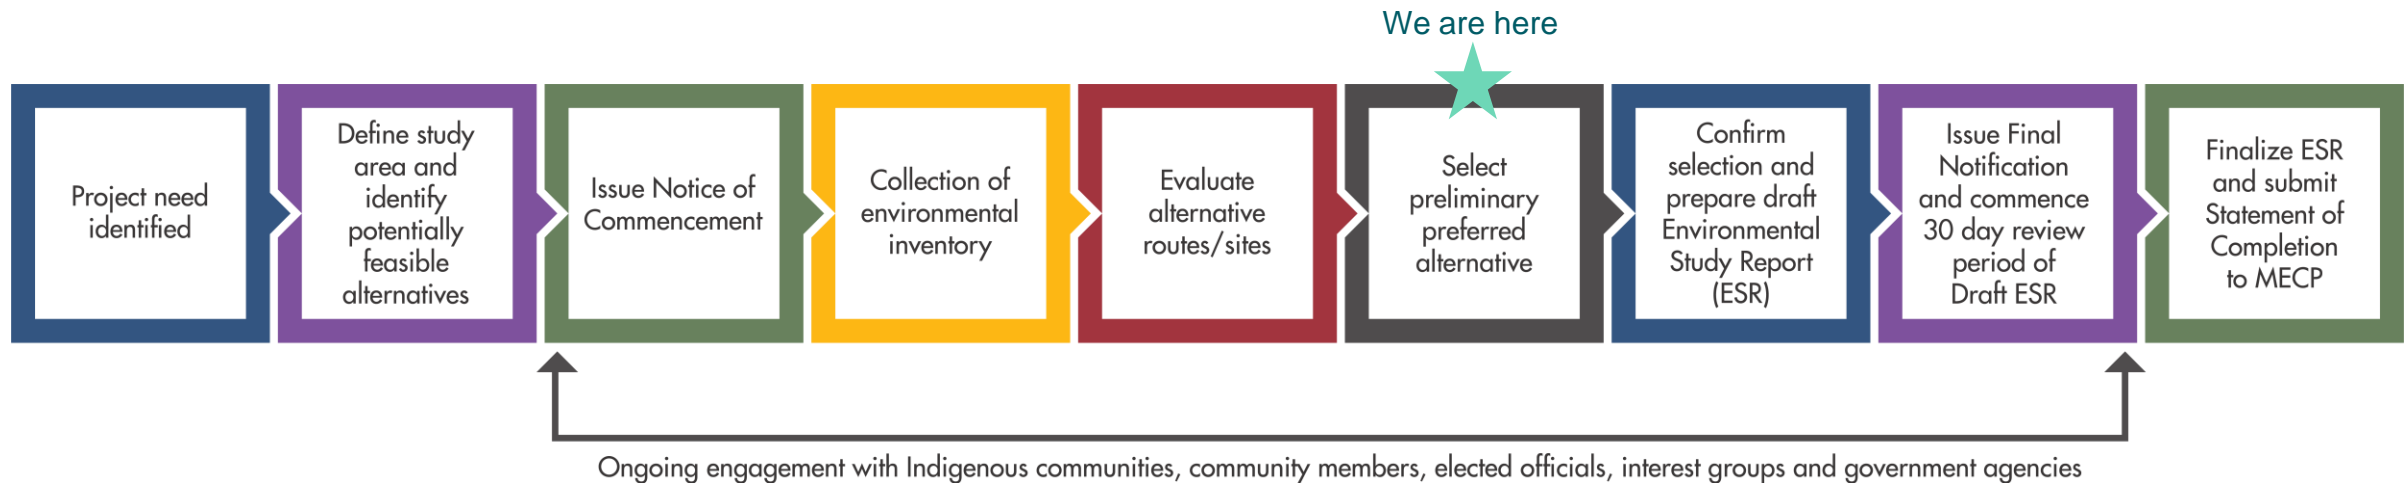 We are here
Project need
identified
Define study
area and
identify
potentially
feasible
alternatives
Issue Notice of
Commencement
Collection of
environmental
inventory
Evaluate
alternative
routes/sites
Select
preliminary
preferred
alternative
Confirm
selection and
prepare draft
Environmental
Study Report
(ESR)
Issue Final
Notification
and commence
30 day review
period of
Draft ESR
Finalize ESR
and submit
Statement of
Completion
to MECP
Ongoing engagement with Indigenous communities, community members, elected officials, interest groups and government agencies